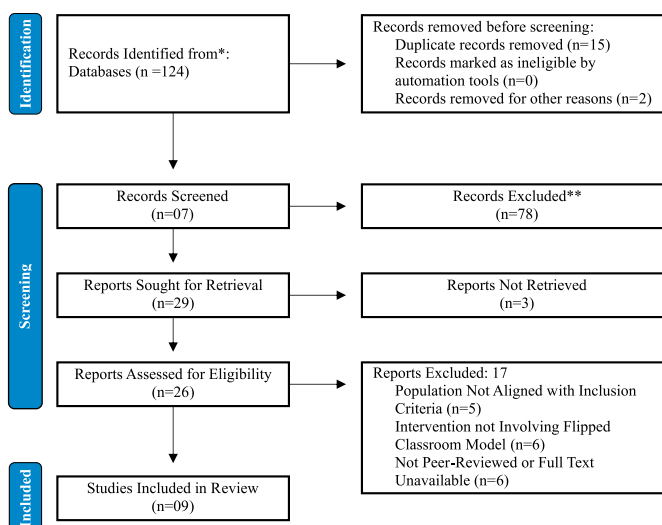 Identification
Records Identified from*:
Databases (n =124)
Records removed before screening:
Duplicate records removed (n=15)
Records marked as ineligible by
automation tools
(n=0)
Records removed for other reasons (n=2)
Screening
Records Screened
(n=07)
Records Excluded**
(n=78)
Reports Sought for Retrieval
(n=29)
Reports Not Retrieved
(n=3)
Reports Assessed for Eligibility
(n=26)
Reports Excluded: 17
Population Not Aligned with Inclusion
Criteria (n=5)
Intervention not Involving Flipped
Classroom Model (n=6)
Not Peer-Reviewed or Full Text
Unavailable (n=6)
Included
Studies Included in Review
(n=09)